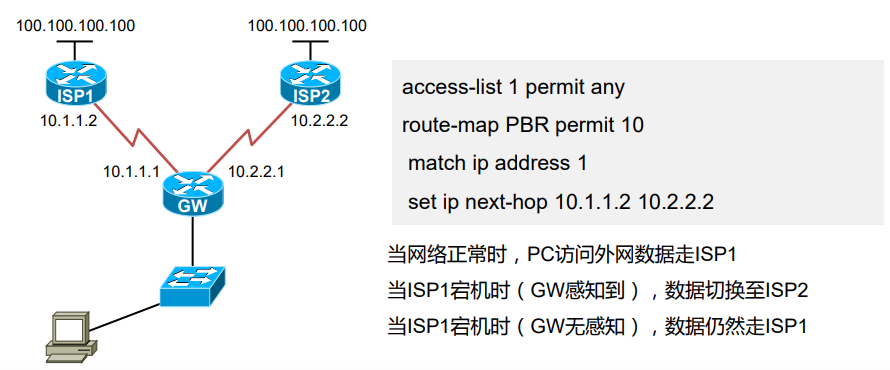 100.100.100.100
100.100.100.100
ISP1
ISP2
10.1.1.2
10.2.2.2
10.1.1.1
10.2.2.1
GW
access-list 1 permit any
route-map PBR permit 10
match ip address 1
set ip next-hop 10.1.1.2 10.2.2.2
当网络正常时，PC访问外网数据走ISP1
当ISP1宕机时（GW感知到），数据切换至ISP2
当ISP1宕机时（GW无感知），数据仍然走ISP1